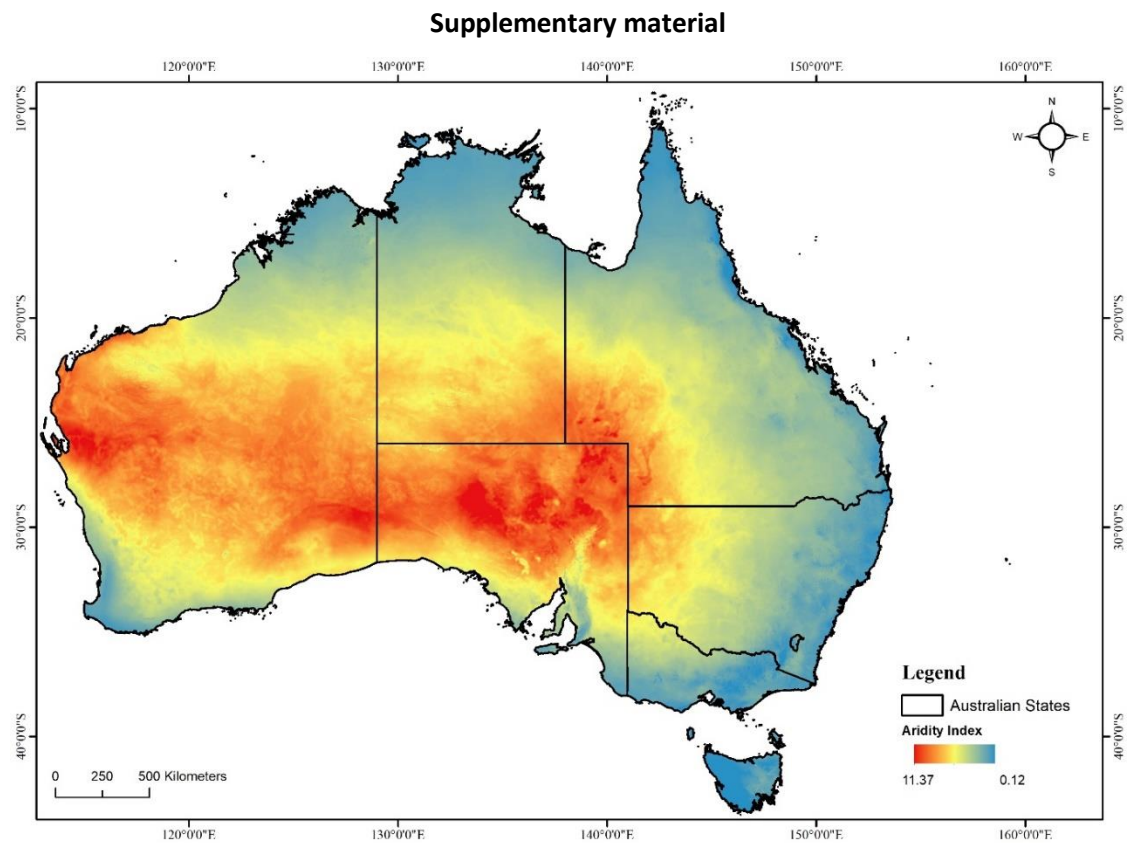 Supplementary material
120°0'0"E 130°0'0"E 140°0'0"E 150°0'0"E 160°0'0"E
10°0'0"S 10°0'0"S
N
W E
S
20°0'0"S 20°0'0"S
30°0'0"S 30°0'0"S
40°0'0"S 40°0'0"S
Legend
Australian States
Aridity Index
11.37 0.12
0 250 500 Kilometers
120°0'0"E 130°0'0"E 140°0'0"E 150°0'0"E 160°0'0"E